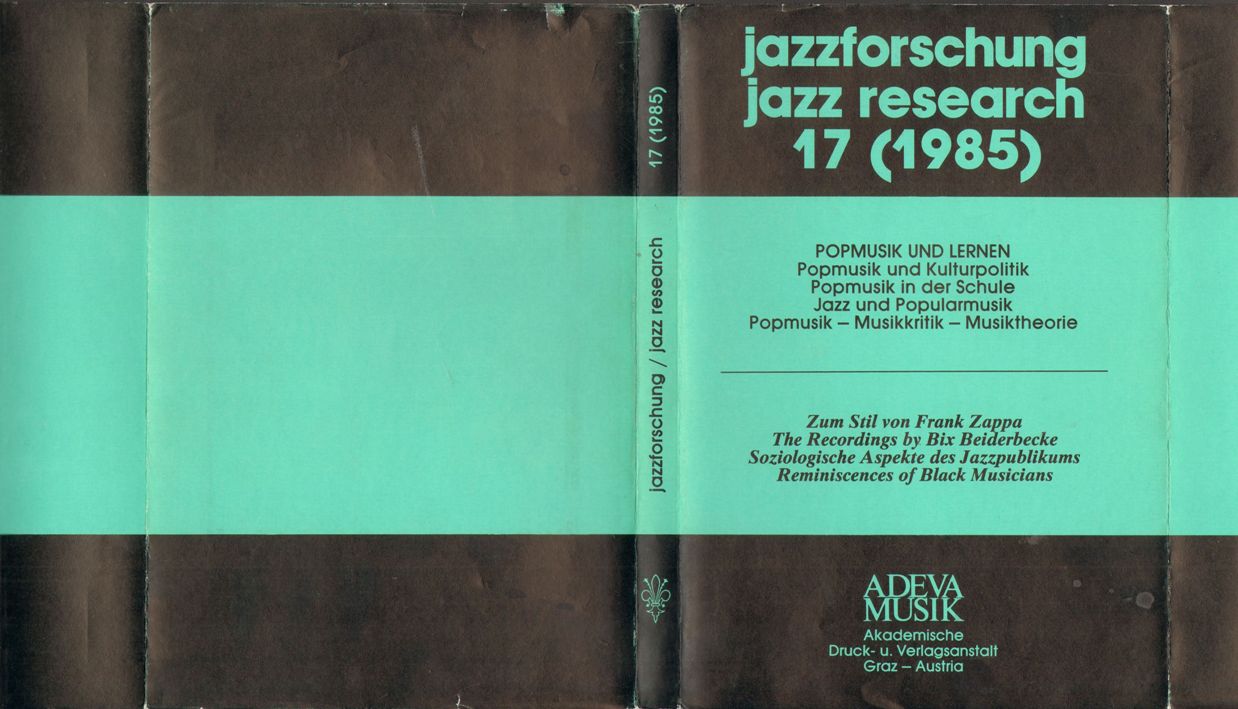 17 (1985)
jazzforschung / jazz research
jazzforschung
jazz research
17 (1985)
POPMUSIK UND LERNEN
Popmusik und Kulturpolitik
Popmusik in der Schule
Jazz und Popularmusik
Popmusik – Musikkritik – Musiktheorie
Zum Stil von Frank Zappa
The Recordings by Bix Beiderbecke
Soziologische Aspekte des Jazzpublikums
Reminiscences of Black Musicians
ADEVA
MUSIK
Akademische
Druck- u. Verlagsanstalt
Graz – Austria